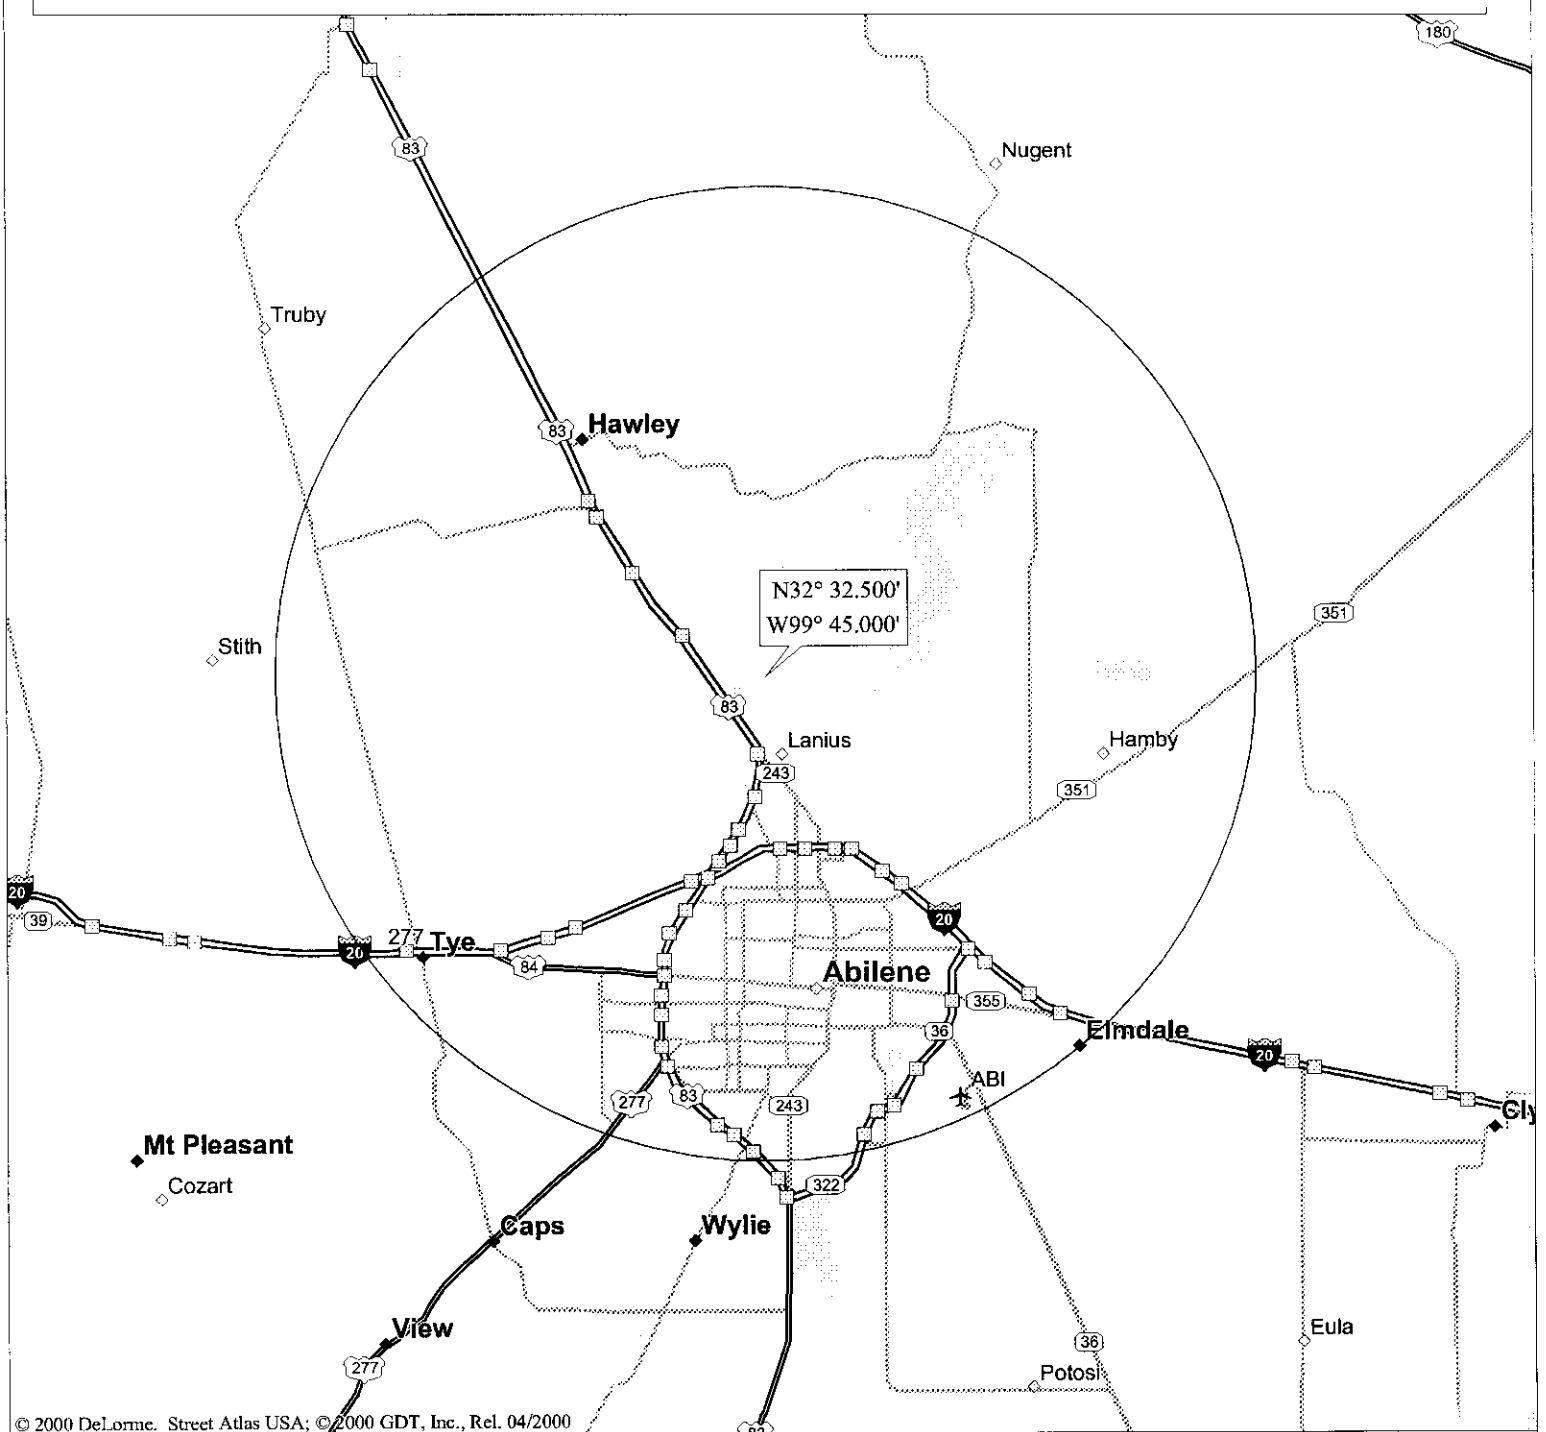 180
83
Nugent
Truby
83
Hawley
N32° 32.500'
W99° 45.000'
351
Stith
83
Lanius
Hamby
243
351
20
39
20
277
Tye
84
20
Abilene
355
36
Elmdale
20
ABI
277
83
243
Cly
Mt Pleasant
Cozart
322
Caps
Wylie
View
277
36
Eula
Potosi
© 2000 DeLorme. Street Atlas USA; © 2000 GDT, Inc., Rel. 04/2000